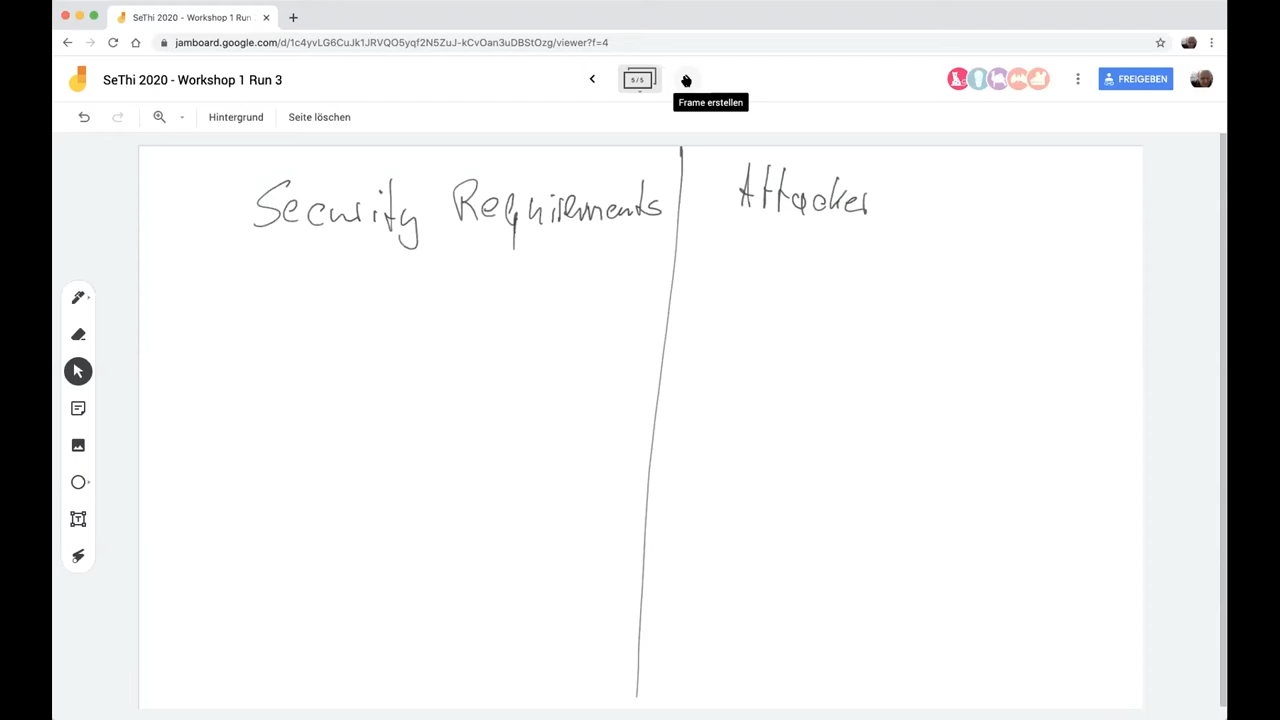 SeThi 2020 - Workshop 1 Run
jamboard.google.com/d/1c4yvLG6CuJk1JRVQO5yqf2N5ZuJ-kCvOan3uDBStOzg/viewer?f=4
SeThi 2020 - Workshop 1 Run 3
5 / 5
FREIGEBEN
Frame erstellen
Hintergrund
Seite löschen
Security Requirements
Attacker